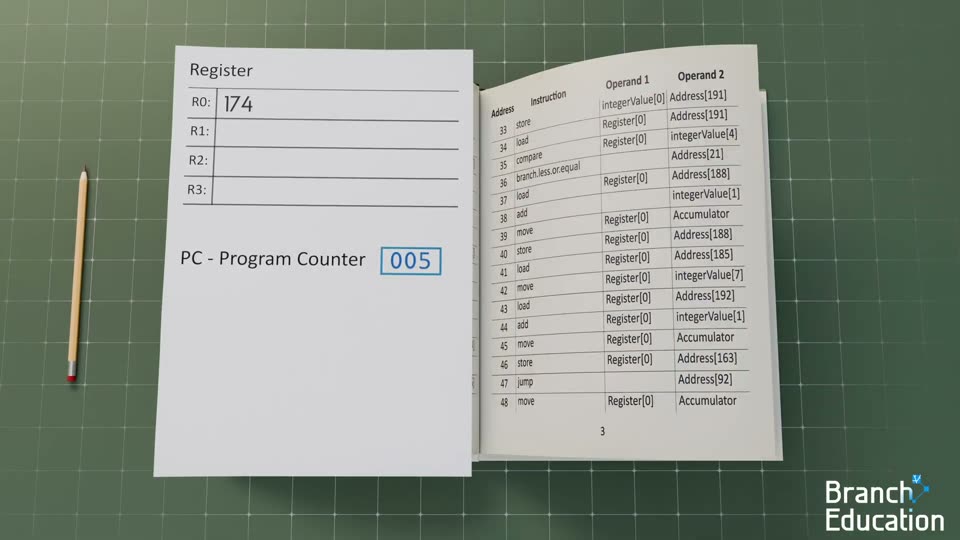 Register
R0: 174
R1:
R2:
R3:
PC - Program Counter 005
Address Instruction Operand 1 Operand 2
33 store integerValue[0] Address[191]
34 load Register[0] Address[191]
35 compare Register[0] integerValue[4]
36 branch.less.or.equal Address[21]
37 load Register[0] Address[188]
38 add integerValue[1]
39 move Register[0] Accumulator
40 store Register[0] Address[188]
41 load Register[0] Address[185]
42 move Register[0] integerValue[7]
43 load Register[0] Address[192]
44 add Register[0] integerValue[1]
45 move Register[0] Accumulator
46 store Register[0] Address[163]
47 jump Address[92]
48 move Register[0] Accumulator
3
Branch
Education